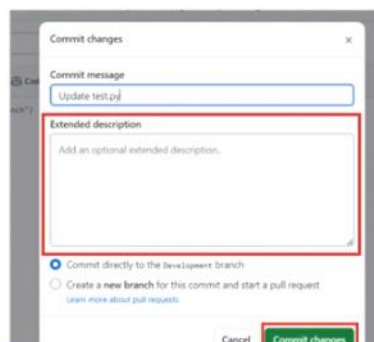 Commit changes
Commit message
Update test.py
Extended description
Add an optional extended description.
Commit directly to the Development branch
Create a new branch for this commit and start a pull request
Learn more about pull requests
Cancel Commit changes